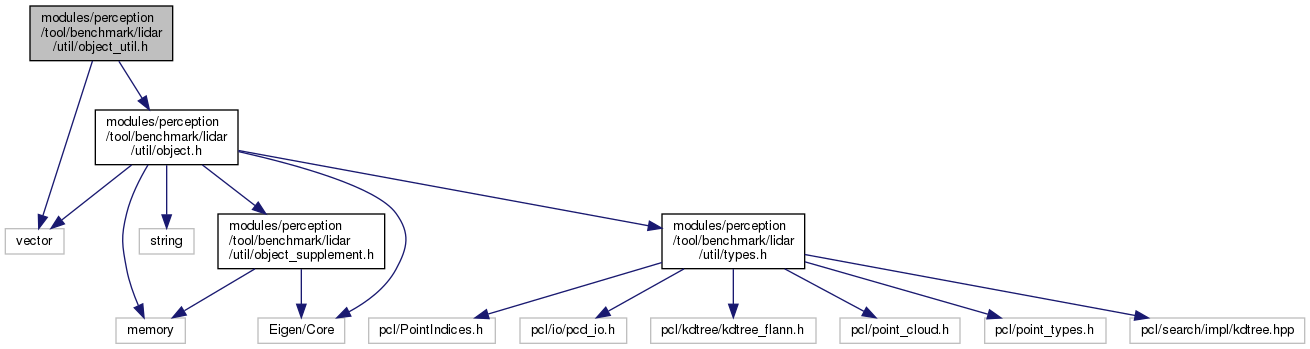 modules/perception
/tool/benchmark/lidar
/util/object_util.h
modules/perception
/tool/benchmark/lidar
/util/object.h
vector
string
modules/perception
/tool/benchmark/lidar
/util/object_supplement.h
modules/perception
/tool/benchmark/lidar
/util/types.h
memory
Eigen/Core
pcl/PointIndices.h
pcl/io/pcd_io.h
pcl/kdtree/kdtree_flann.h
pcl/point_cloud.h
pcl/point_types.h
pcl/search/impl/kdtree.hpp